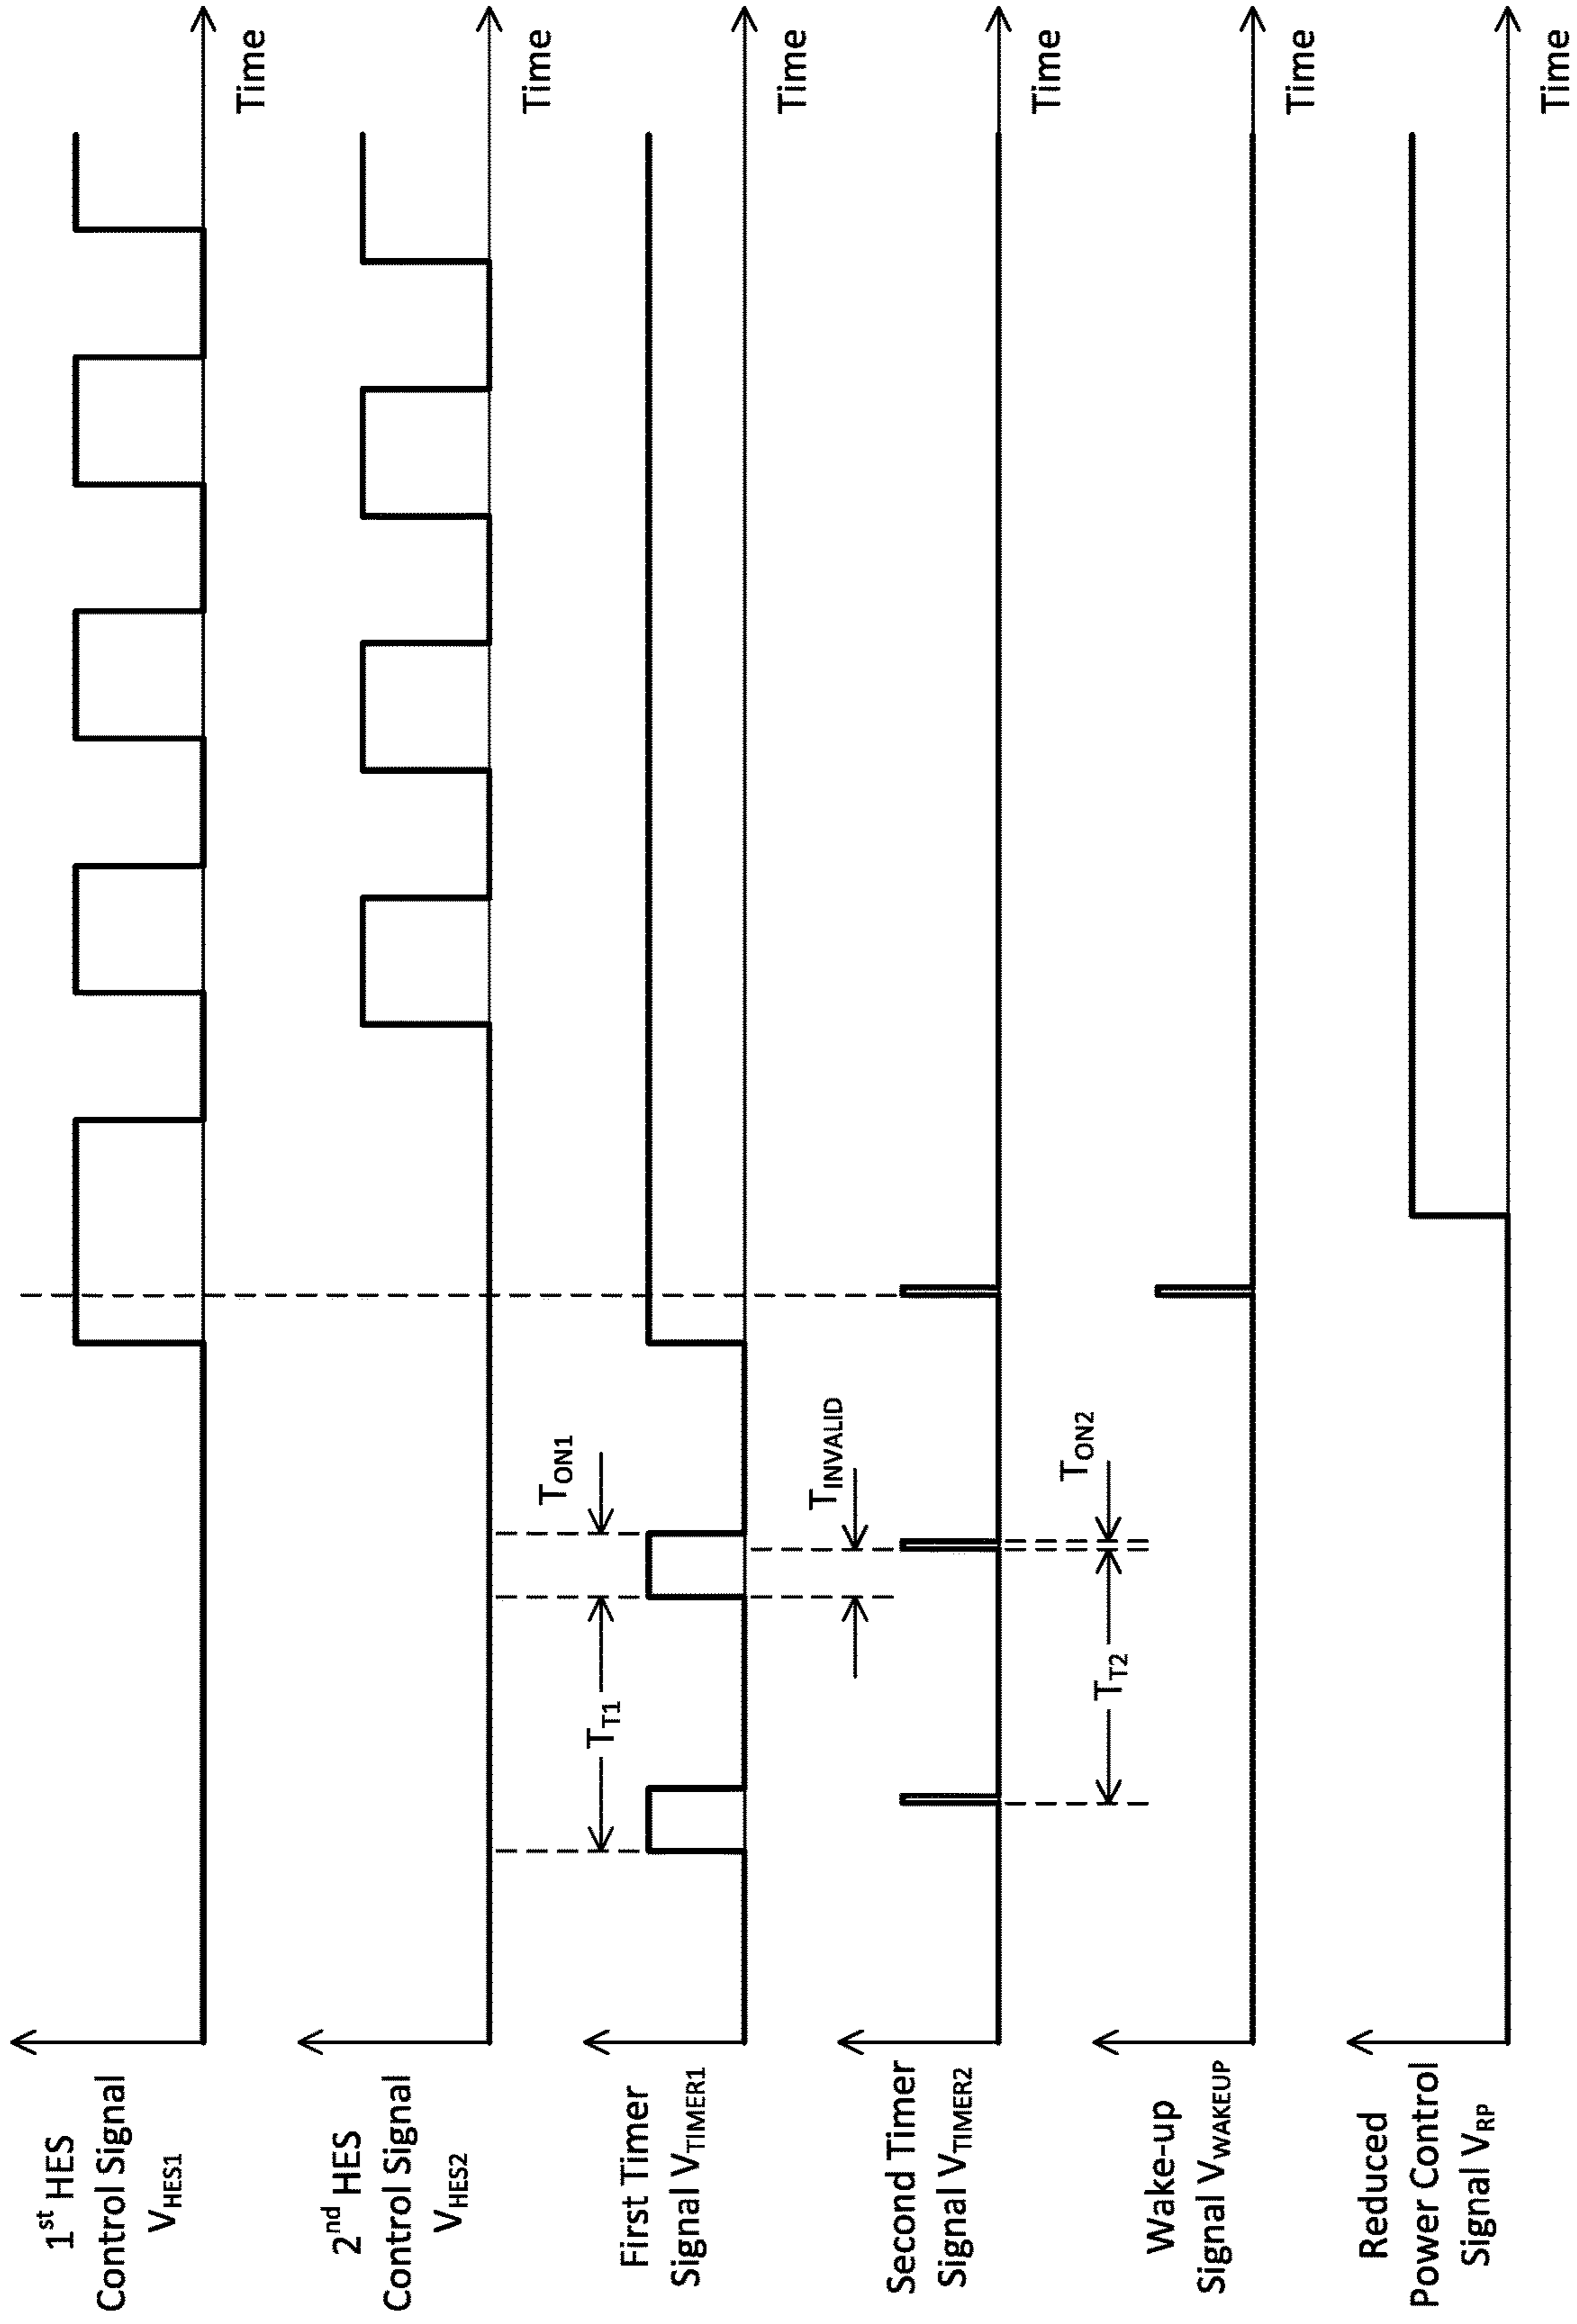 1st HES
Control Signal
VHES1
Time
2nd HES
Control Signal
VHES2
Time
TT1
TON1
First Timer
Signal VTIMER1
Time
TINVALID
Second Timer
Signal VTIMER2
Time
TT2
TON2
Wake-up
Signal VWAKEUP
Time
Reduced
Power Control
Signal VRP
Time